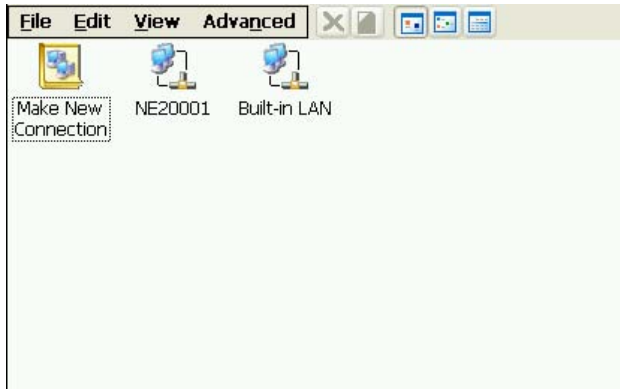 File Edit View Advanced
Make New Connection
NE20001
Built-in LAN